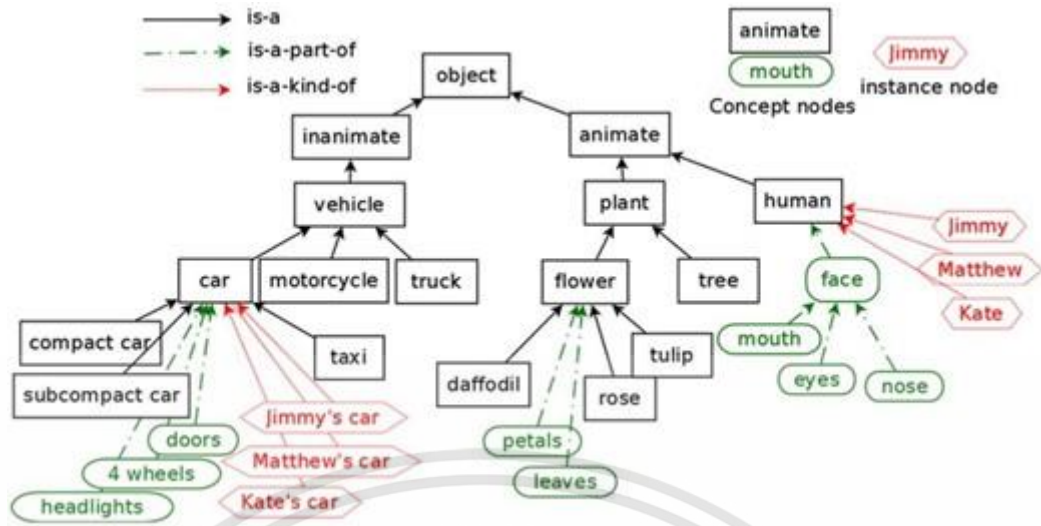 is-a
is-a-part-of
is-a-kind-of
animate
mouth
Concept nodes
Jimmy
instance node
object
inanimate
animate
vehicle
plant
human
car
motorcycle
truck
flower
tree
face
Jimmy
Matthew
Kate
compact car
subcompact car
taxi
daffodil
rose
tulip
mouth
eyes
nose
doors
4 wheels
headlights
Jimmy's car
Matthew's car
Kate's car
petals
leaves